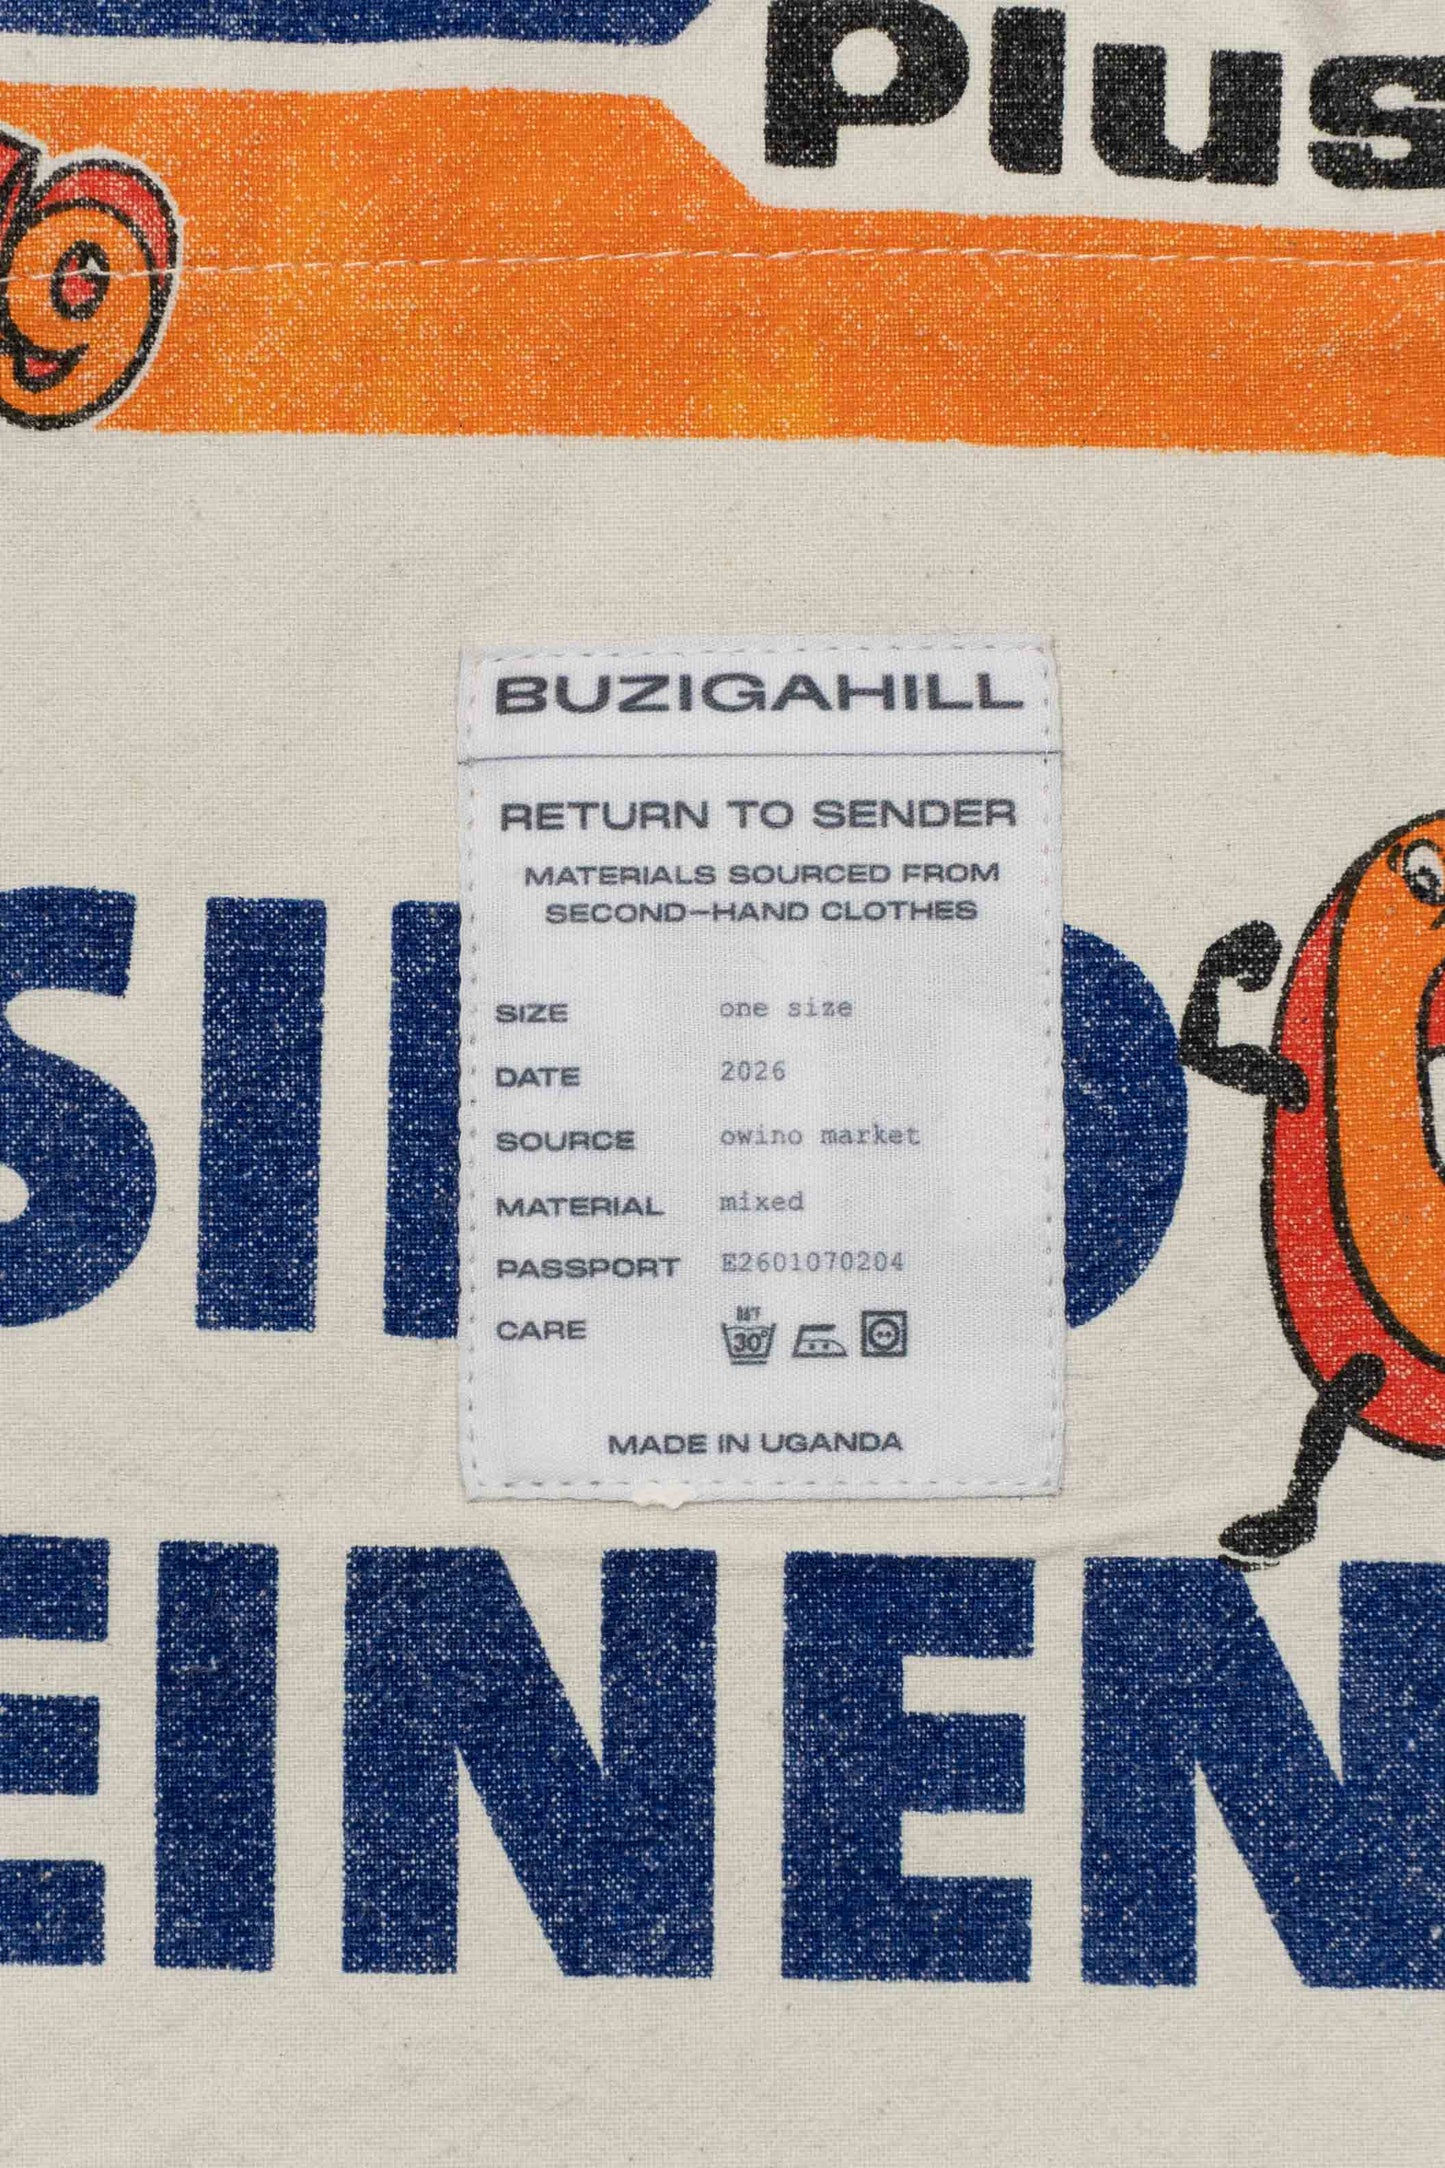 Plus
BUZIGAHILL
RETURN TO SENDER
MATERIALS SOURCED FROM
SECOND-HAND CLOTHES
SIZE one size
DATE 2026
SOURCE owino market
MATERIAL mixed
PASSPORT E2601070204
CARE 86°F 30°
MADE IN UGANDA
EINEN